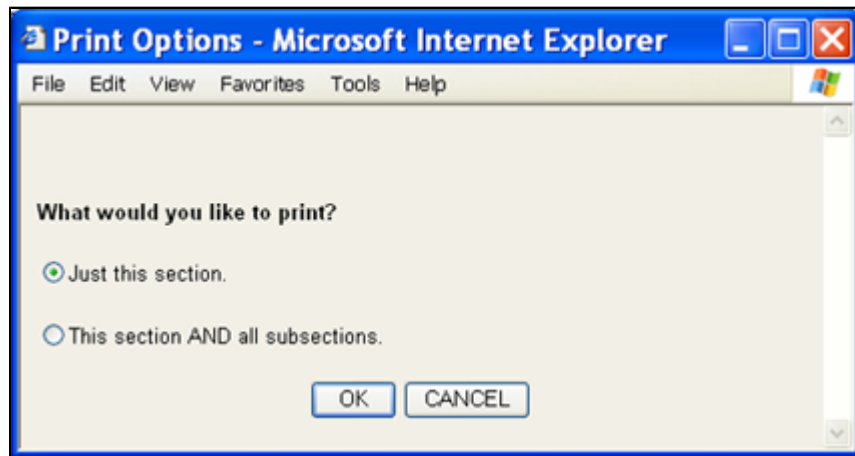 Print Options - Microsoft Internet Explorer
File Edit View Favorites Tools Help
What would you like to print?
Just this section.
This section AND all subsections.
OK CANCEL